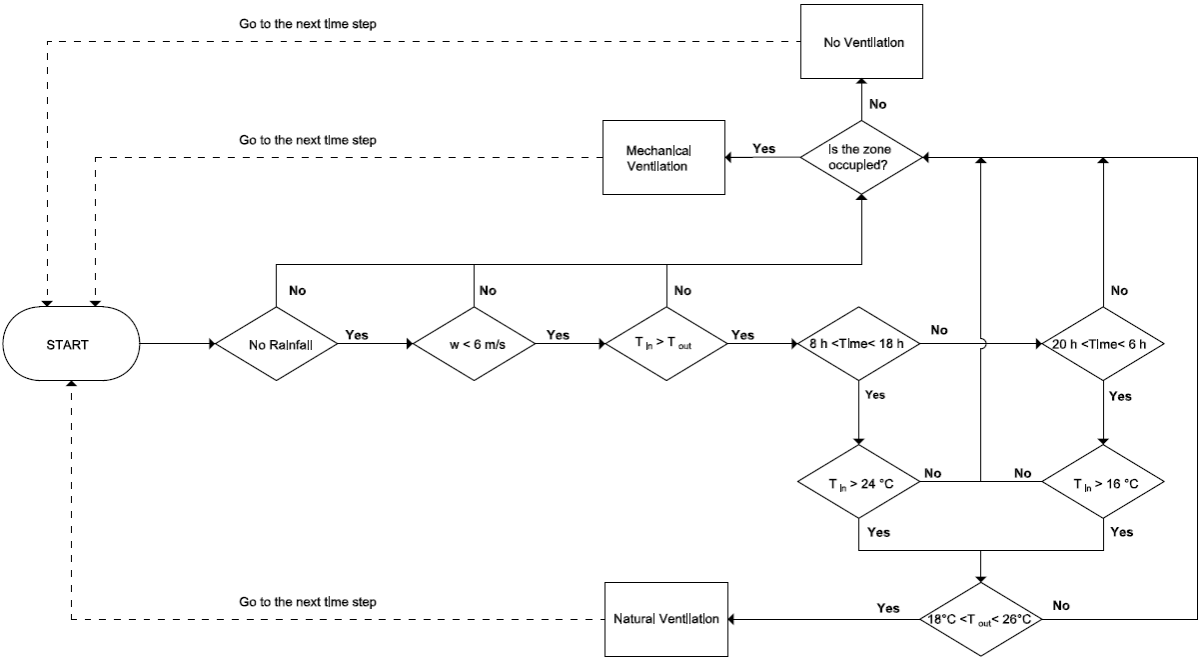 Go to the next time step
No Ventilation
No
Go to the next time step
Mechanical
Ventilation
Yes
Is the zone
occupied?
No
No
No
No
START
No Rainfall
Yes
w < 6 m/s
Yes
T In > T out
Yes
8 h <Time< 18 h
No
20 h <Time< 6 h
Yes
Yes
T In > 24 °C
No
No
T In > 16 °C
Yes
Yes
Go to the next time step
Natural Ventilation
Yes
18°C <T out< 26°C
No